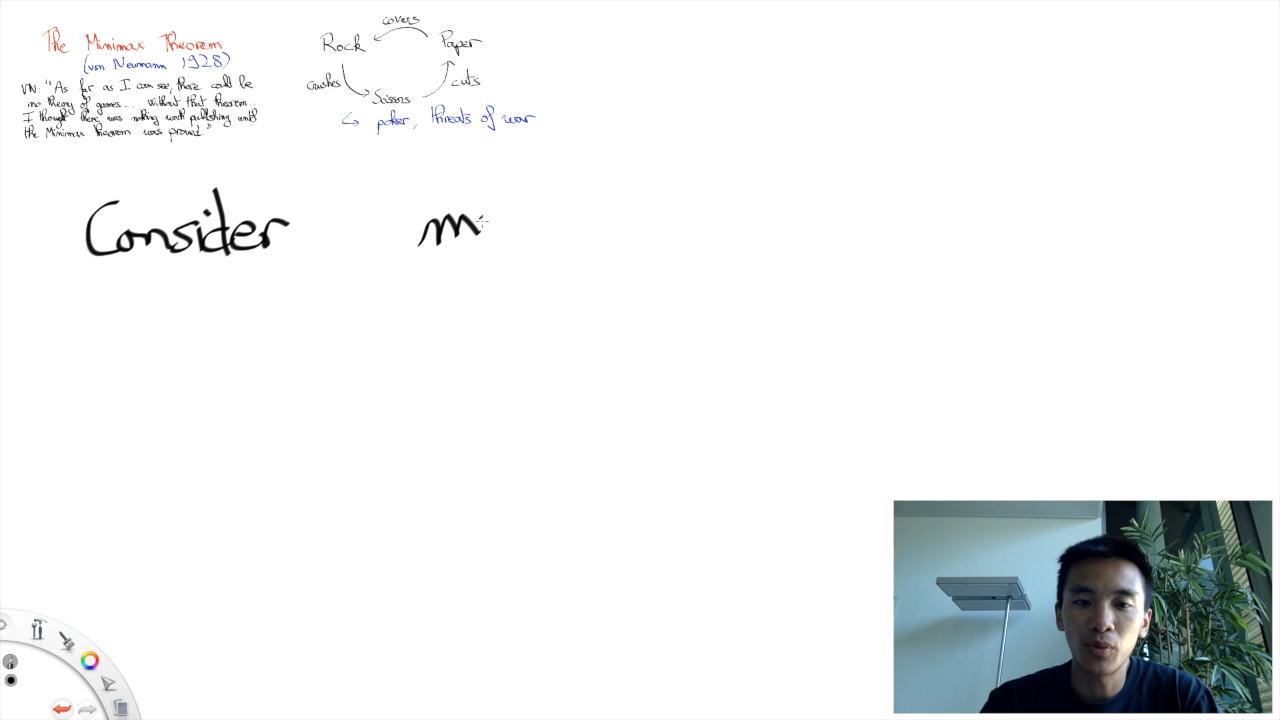 The Minimax Theorem
(von Neumann 1928)
VN: "As far as I can see, there could be
no theory of games... without that theorem...
I thought there was nothing worth publishing until
the Minimax Theorem was proved"
covers
Rock
Paper
crushes
cuts
Scissors
↳ poker, threats of war
Consider m